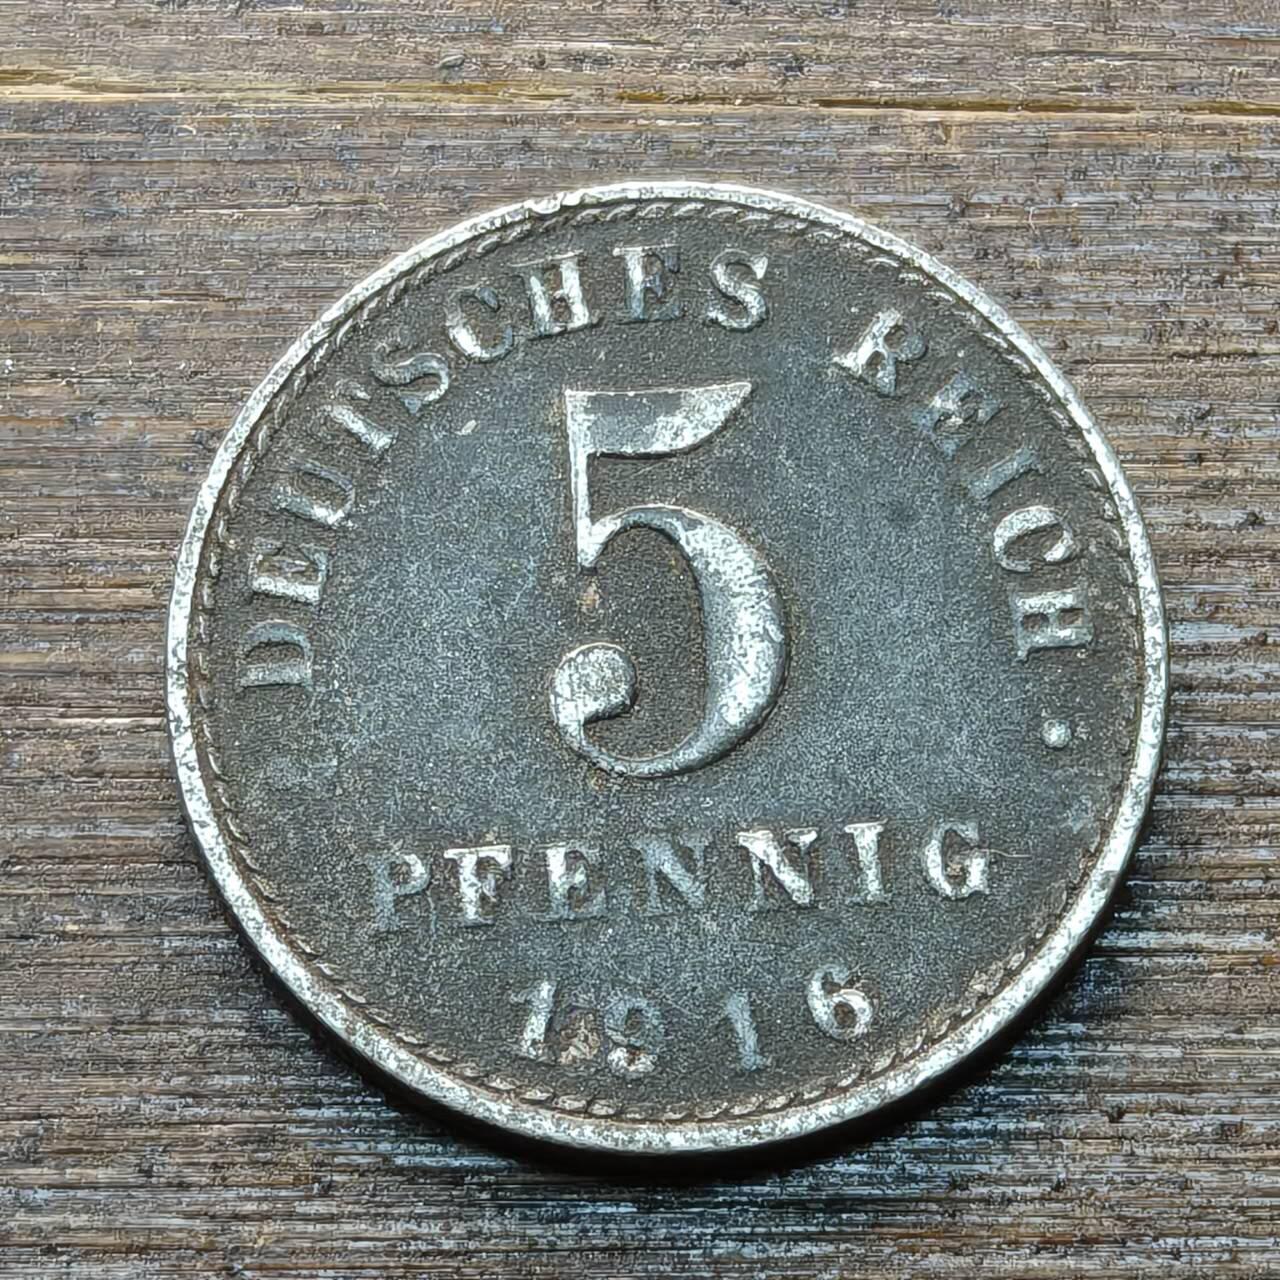 DEUTSCHES REICH .
5
PFENNIG
1916